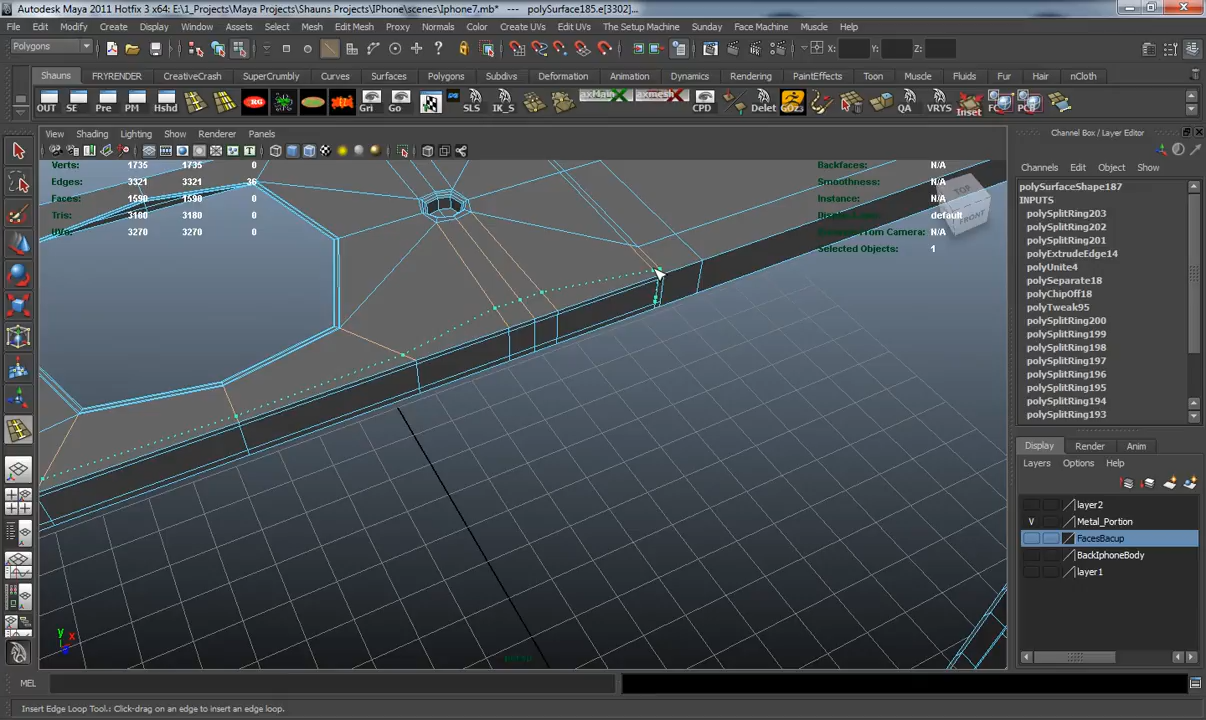 Autodesk Maya 2011 Hotfix 3 x64: E:\1_Projects\Maya Projects\Shauns Projects\IPhone\scenes\Iphone7.mb* --- polySurface185.e[3302]...
File Edit Modify Create Display Window Assets Select Mesh Edit Mesh Proxy Normals Color Create UVs Edit UVs The Setup Machine Sunday Face Machine Muscle Help
Polygons X: Y: Z:
Shauns FRYRENDER CreativeCrash SuperCrumbly Curves Surfaces Polygons Subdivs Deformation Animation Dynamics Rendering PaintEffects Toon Muscle Fluids Fur Hair nCloth
OUT SE Pre PM Hshd Gri Go SLS IK_S CPD Delet GOZ3 QA VRYS Inset
View Shading Lighting Show Renderer Panels
Verts: 1735 1735 0
Edges: 3321 3321 36
Faces: 1590 1590 0
Tris: 3180 3180 0
UVs: 3270 3270 0
Backfaces: N/A
Smoothness: N/A
Instance: N/A
default
From Camera: N/A
Selected Objects: 1
TOP
FRONT
Channel Box / Layer Editor
Channels Edit Object Show
polySurfaceShape187
INPUTS
polySplitRing203
polySplitRing202
polySplitRing201
polyExtrudeEdge14
polyUnite4
polySeparate18
polyChipOff18
polyTweak95
polySplitRing200
polySplitRing199
polySplitRing198
polySplitRing197
polySplitRing196
polySplitRing195
polySplitRing194
polySplitRing193
Display Render Anim
Layers Options Help
layer2
V Metal_Portion
FacesBacup
BackIphoneBody
layer1
y
x
persp
MEL
Insert Edge Loop Tool: Click-drag on an edge to insert an edge loop.